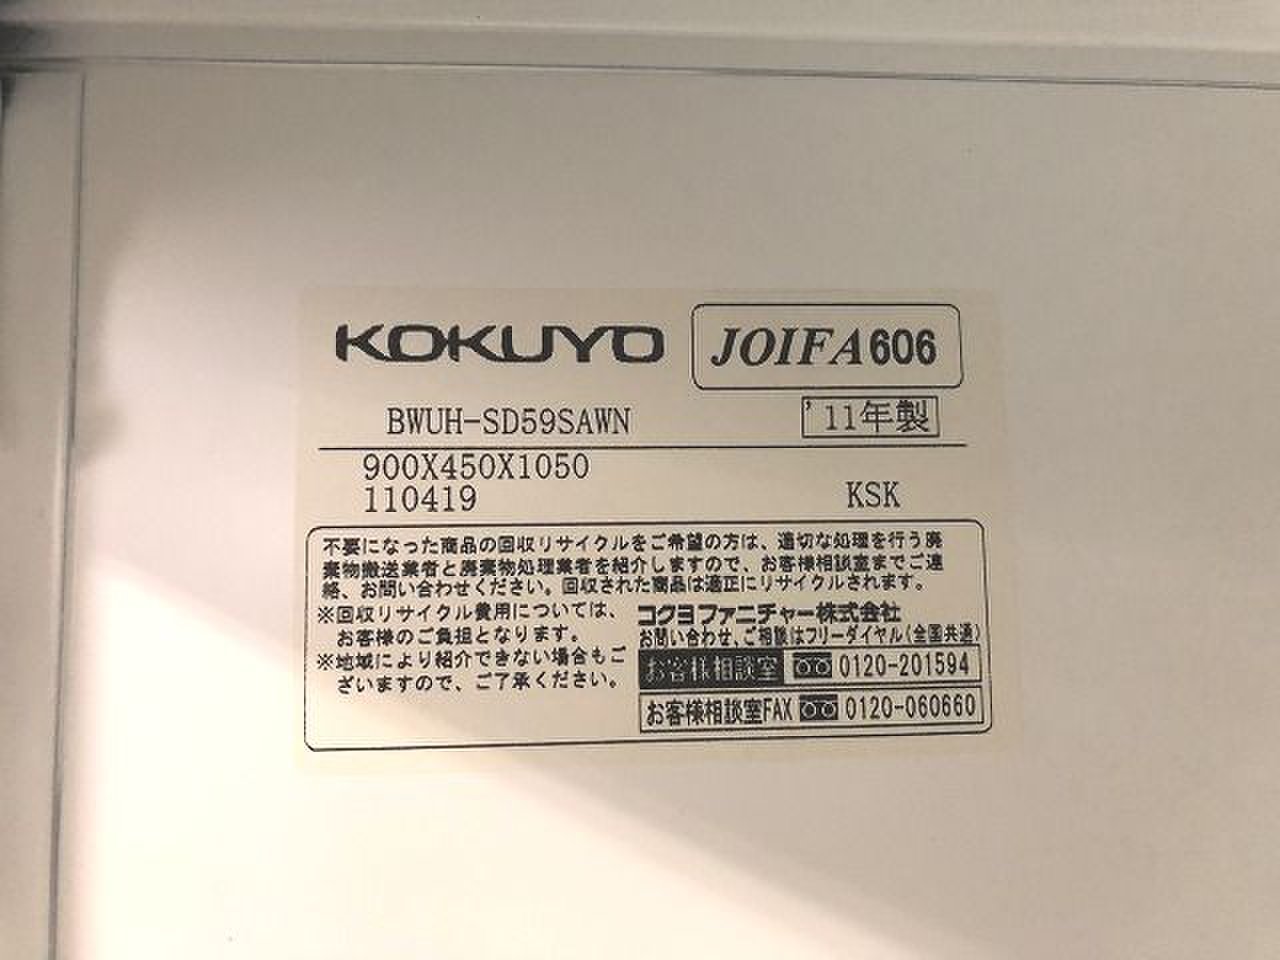 KOKUYO JOIFA606
BWUH-SD59SAWN '11年製
900X450X1050
110419 KSK
不要になった商品の回収リサイクルをご希望の方は、適切な処理を行う廃
棄物搬送業者と廃棄物処理業者を紹介しますので、お客様相談室までご連
絡、お問い合わせください。回収された商品は適正にリサイクルされます。
※回収リサイクル費用については、
お客様のご負担となります。
※地域により紹介できない場合もご
ざいますので、ご了承ください。
コクヨファニチャー株式会社
お問い合わせ、ご相談はフリーダイヤル(全国共通)
お客様相談室 0120-201594
お客様相談室FAX 0120-060660